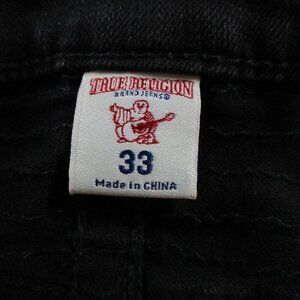 TRUE RELIGION
BRAND JEANS®
33
Made in CHINA